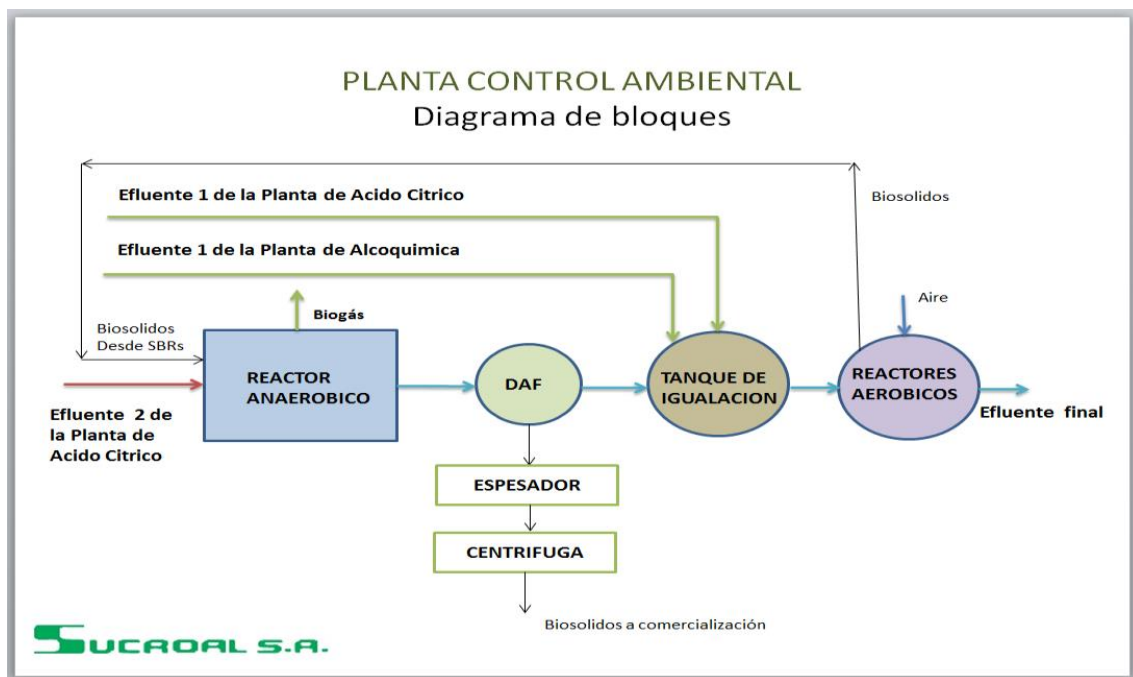 PLANTA CONTROL AMBIENTAL
Diagrama de bloques
Efluente 1 de la Planta de Acido Citrico
Biosolidos
Efluente 1 de la Planta de Alcoquimica
Aire
Biogás
Biosolidos
Desde SBRs
REACTOR
ANAEROBICO
DAF
TANQUE DE
IGUALACION
REACTORES
AEROBICOS
Efluente 2 de
la Planta de
Acido Citrico
Efluente final
ESPESADOR
CENTRIFUGA
Biosolidos a comercialización
SUCROAL S.A.